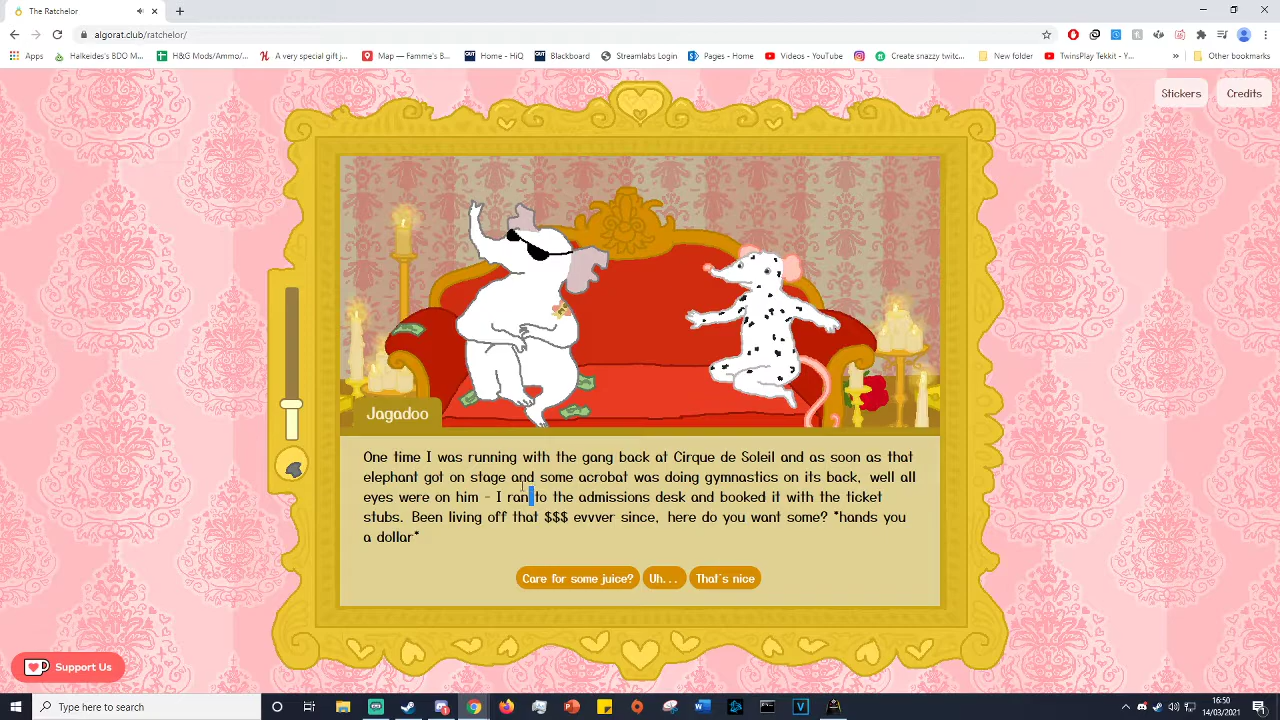 The Ratchelor
algorat.club/ratchelor/
Apps
Halkeides's BDO M...
H&G Mods/Ammo/...
A very special gift j...
Map — Famme's B...
Home - HiQ
OUT Blackboard
Streamlabs Login
Pages - Home
Videos - YouTube
Create snazzy twitc...
New folder
TwinsPlay Tekkit - Y...
»
Other bookmarks
Stickers
Credits
Jagadoo
One time I was running with the gang back at Cirque de Soleil and as soon as that
elephant got on stage and some acrobat was doing gymnastics on its back, well all
eyes were on him - I ran to the admissions desk and booked it with the ticket
stubs. Been living off that $$$ evvver since, here do you want some? *hands you
a dollar*
Care for some juice?
Uh...
That's nice
Support Us
Type here to search
16:50
14/03/2021